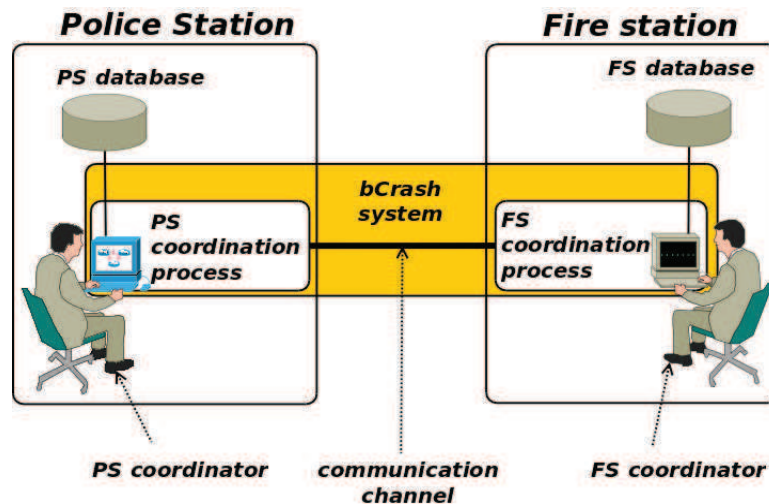 Police Station
Fire station
PS database
FS database
bCrash
system
PS
coordination
process
FS
coordination
process
PS coordinator
communication
channel
FS coordinator